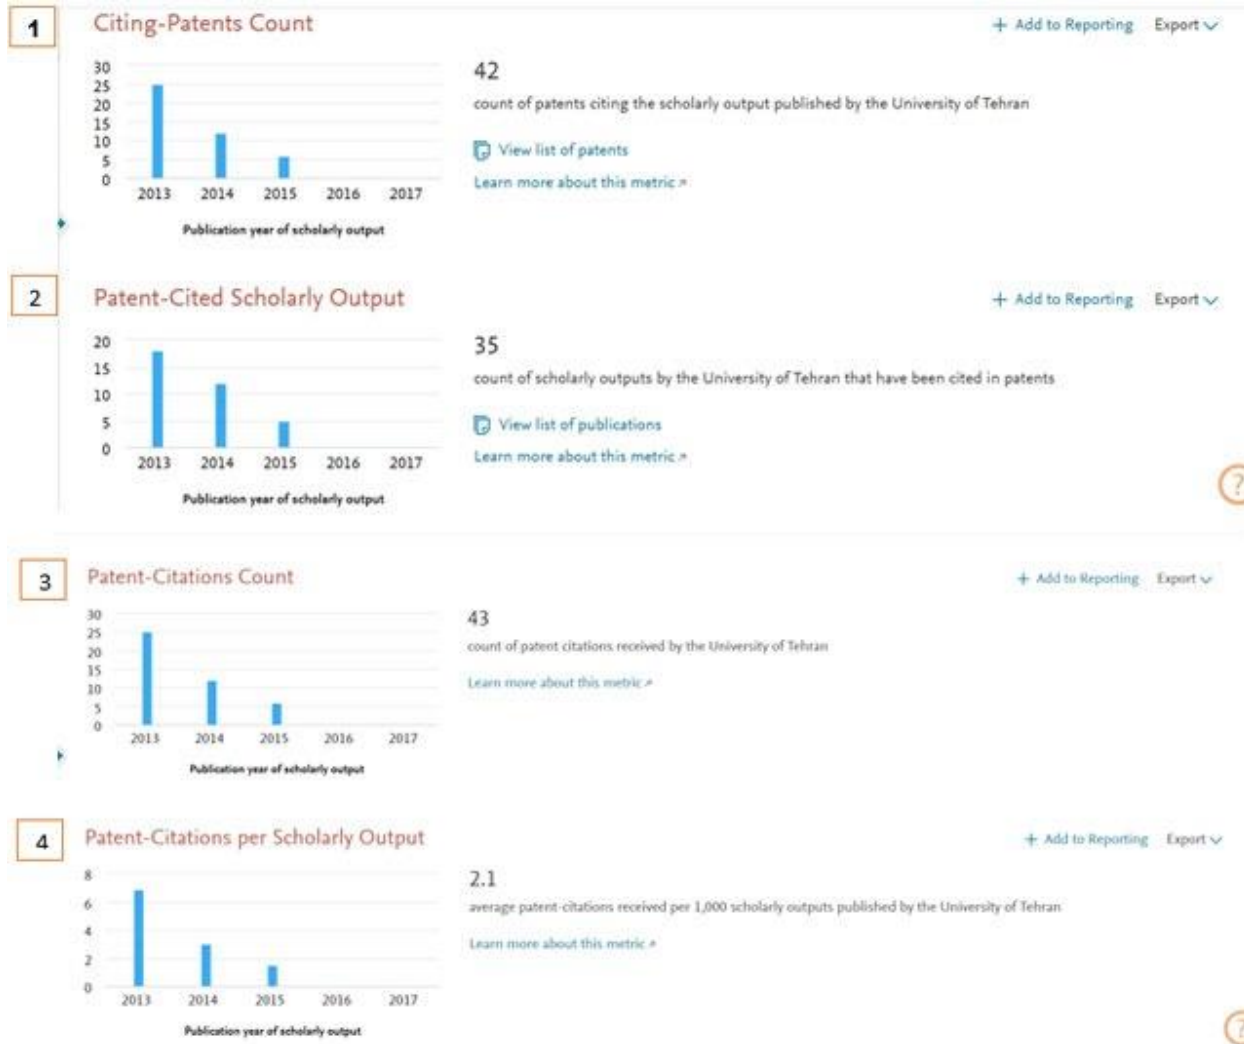 1
Citing-Patents Count
+ Add to Reporting Export
30
25
20
15
10
5
0
2013 2014 2015 2016 2017
Publication year of scholarly output
42
count of patents citing the scholarly output published by the University of Tehran
View list of patents
Learn more about this metric
2
Patent-Cited Scholarly Output
+ Add to Reporting Export
20
15
10
5
0
2013 2014 2015 2016 2017
Publication year of scholarly output
35
count of scholarly outputs by the University of Tehran that have been cited in patents
View list of publications
Learn more about this metric
?
3
Patent-Citations Count
+ Add to Reporting Export
30
25
20
15
10
5
0
2013 2014 2015 2016 2017
Publication year of scholarly output
43
count of patent citations received by the University of Tehran
Learn more about this metric
4
Patent-Citations per Scholarly Output
+ Add to Reporting Export
8
6
4
2
0
2013 2014 2015 2016 2017
Publication year of scholarly output
2.1
average patent-citations received per 1,000 scholarly outputs published by the University of Tehran
Learn more about this metric
?